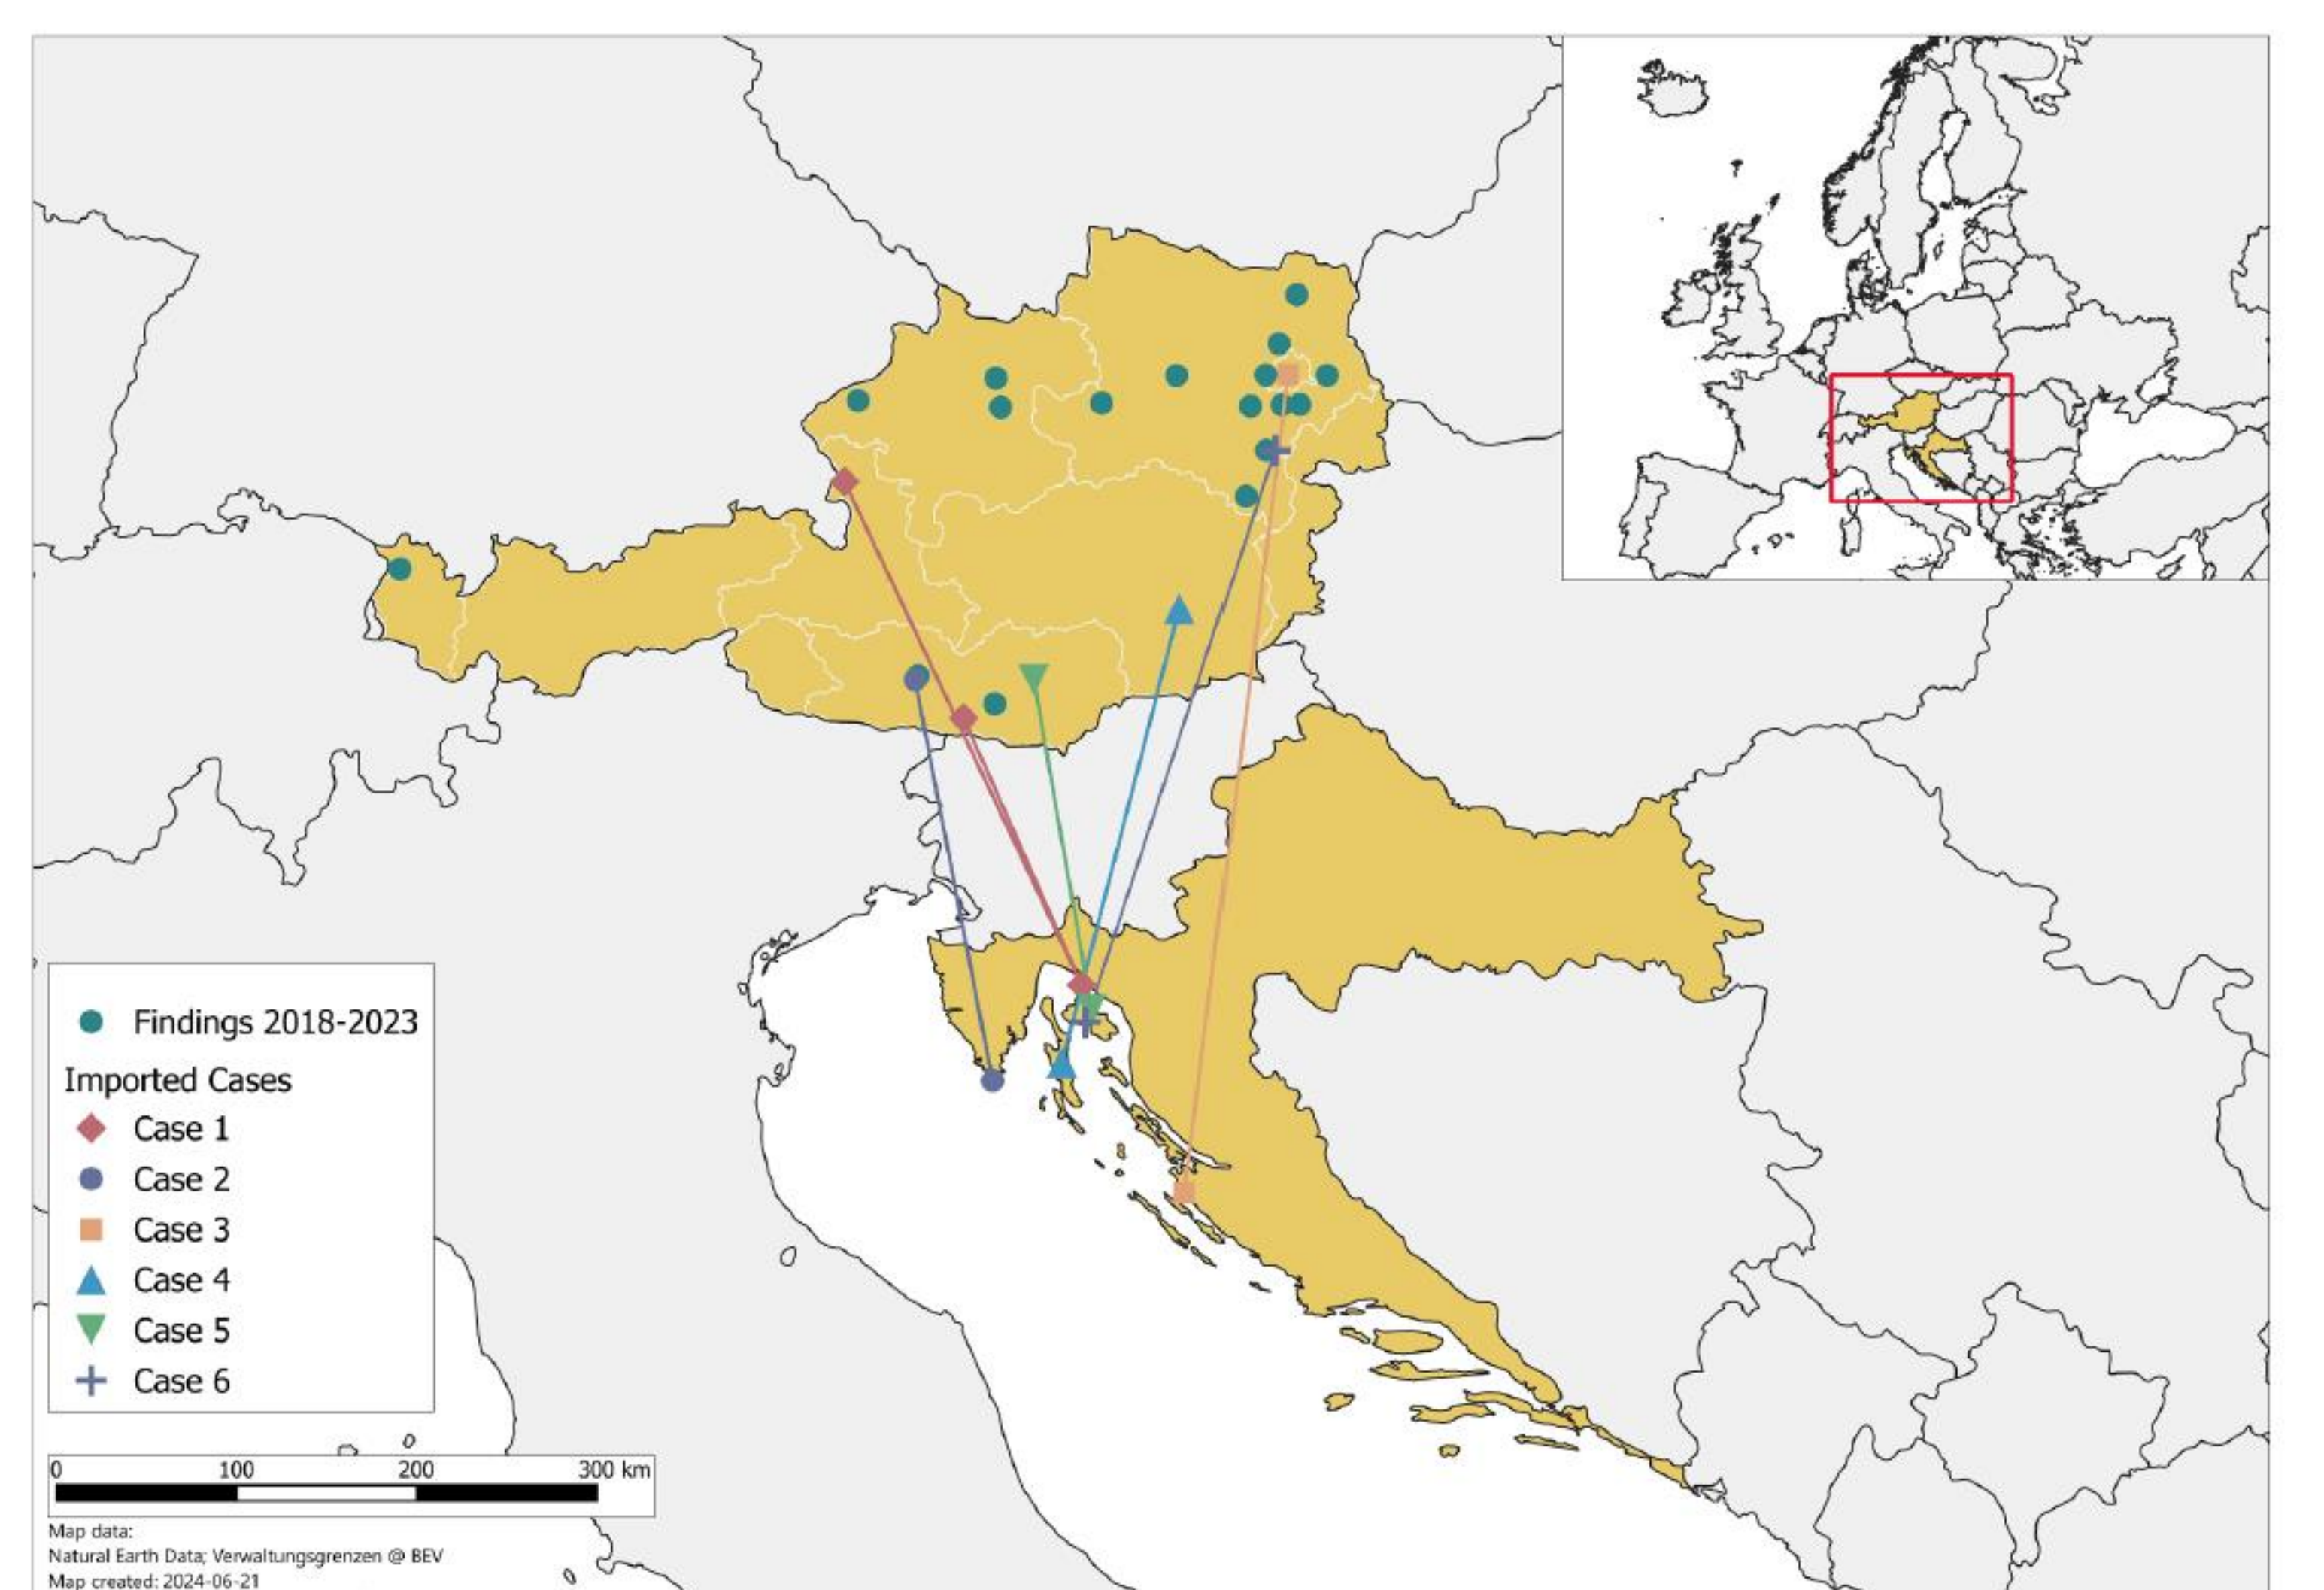 Findings 2018-2023
Imported Cases
Case 1
Case 2
Case 3
Case 4
Case 5
Case 6
0 100 200 300 km
Map data:
Natural Earth Data; Verwaltungsgrenzen @ BEV
Map created: 2024-06-21